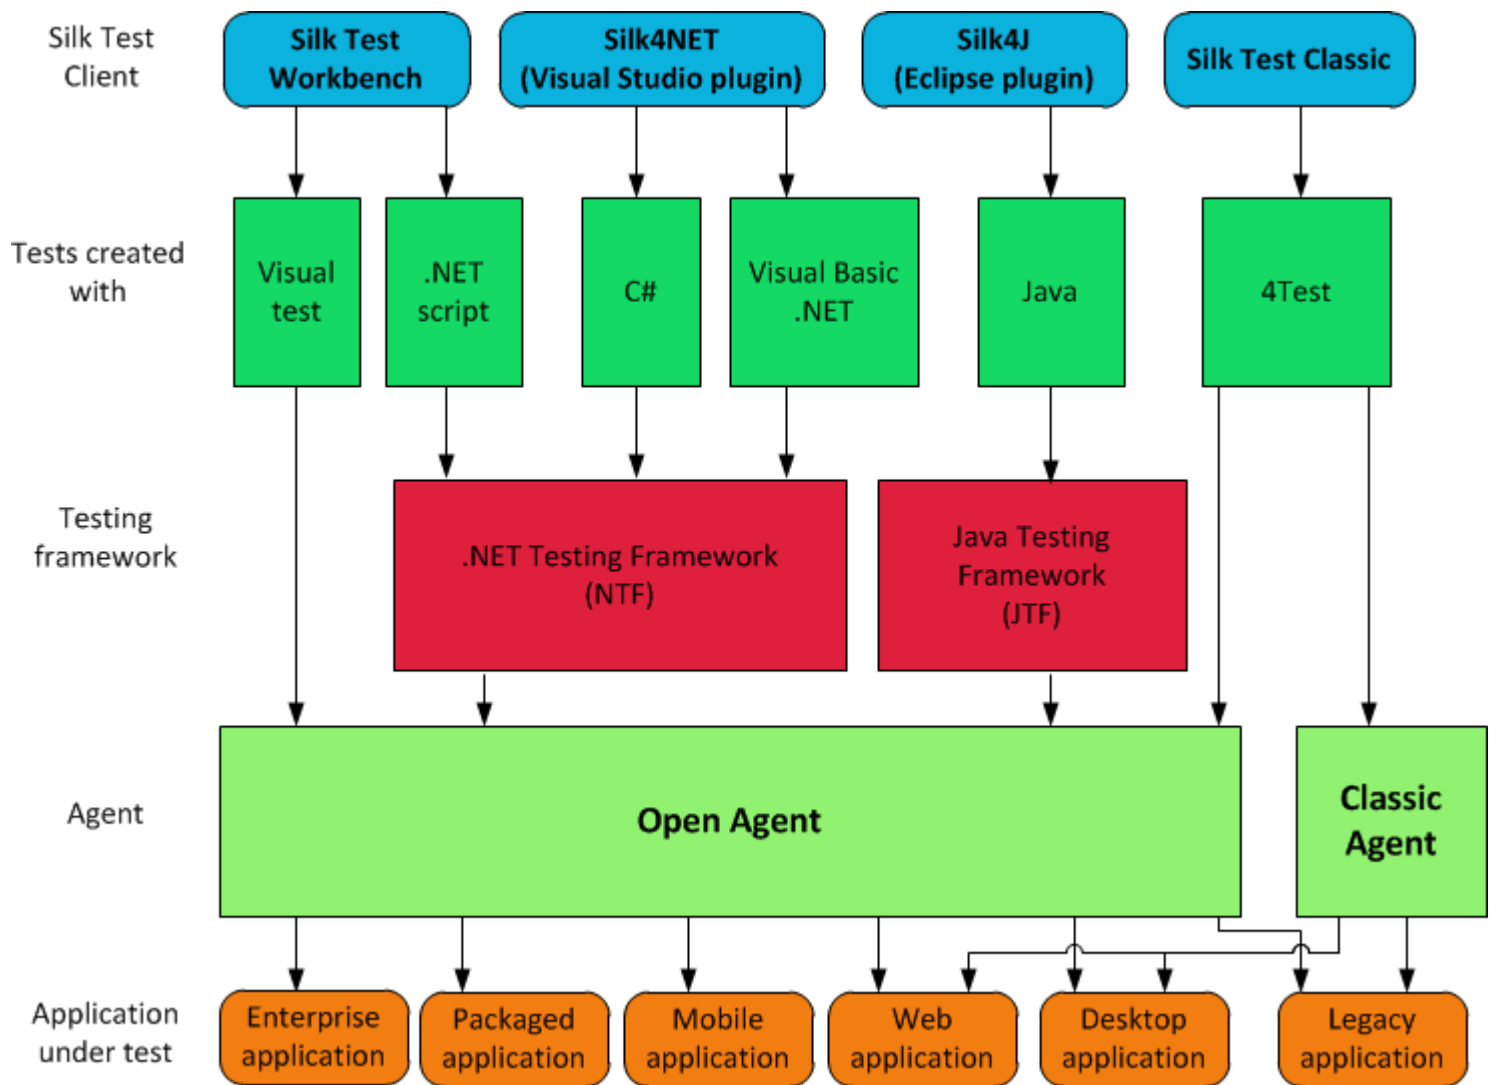 Silk Test
Client
Silk Test
Workbench
Silk4NET
(Visual Studio plugin)
Silk4J
(Eclipse plugin)
Silk Test Classic
Tests created
with
Visual
test
.NET
script
C#
Visual Basic
.NET
Java
4Test
Testing
framework
.NET Testing Framework
(NTF)
Java Testing
Framework
(JTF)
Agent
Open Agent
Classic
Agent
Application
under test
Enterprise
application
Packaged
application
Mobile
application
Web
application
Desktop
application
Legacy
application